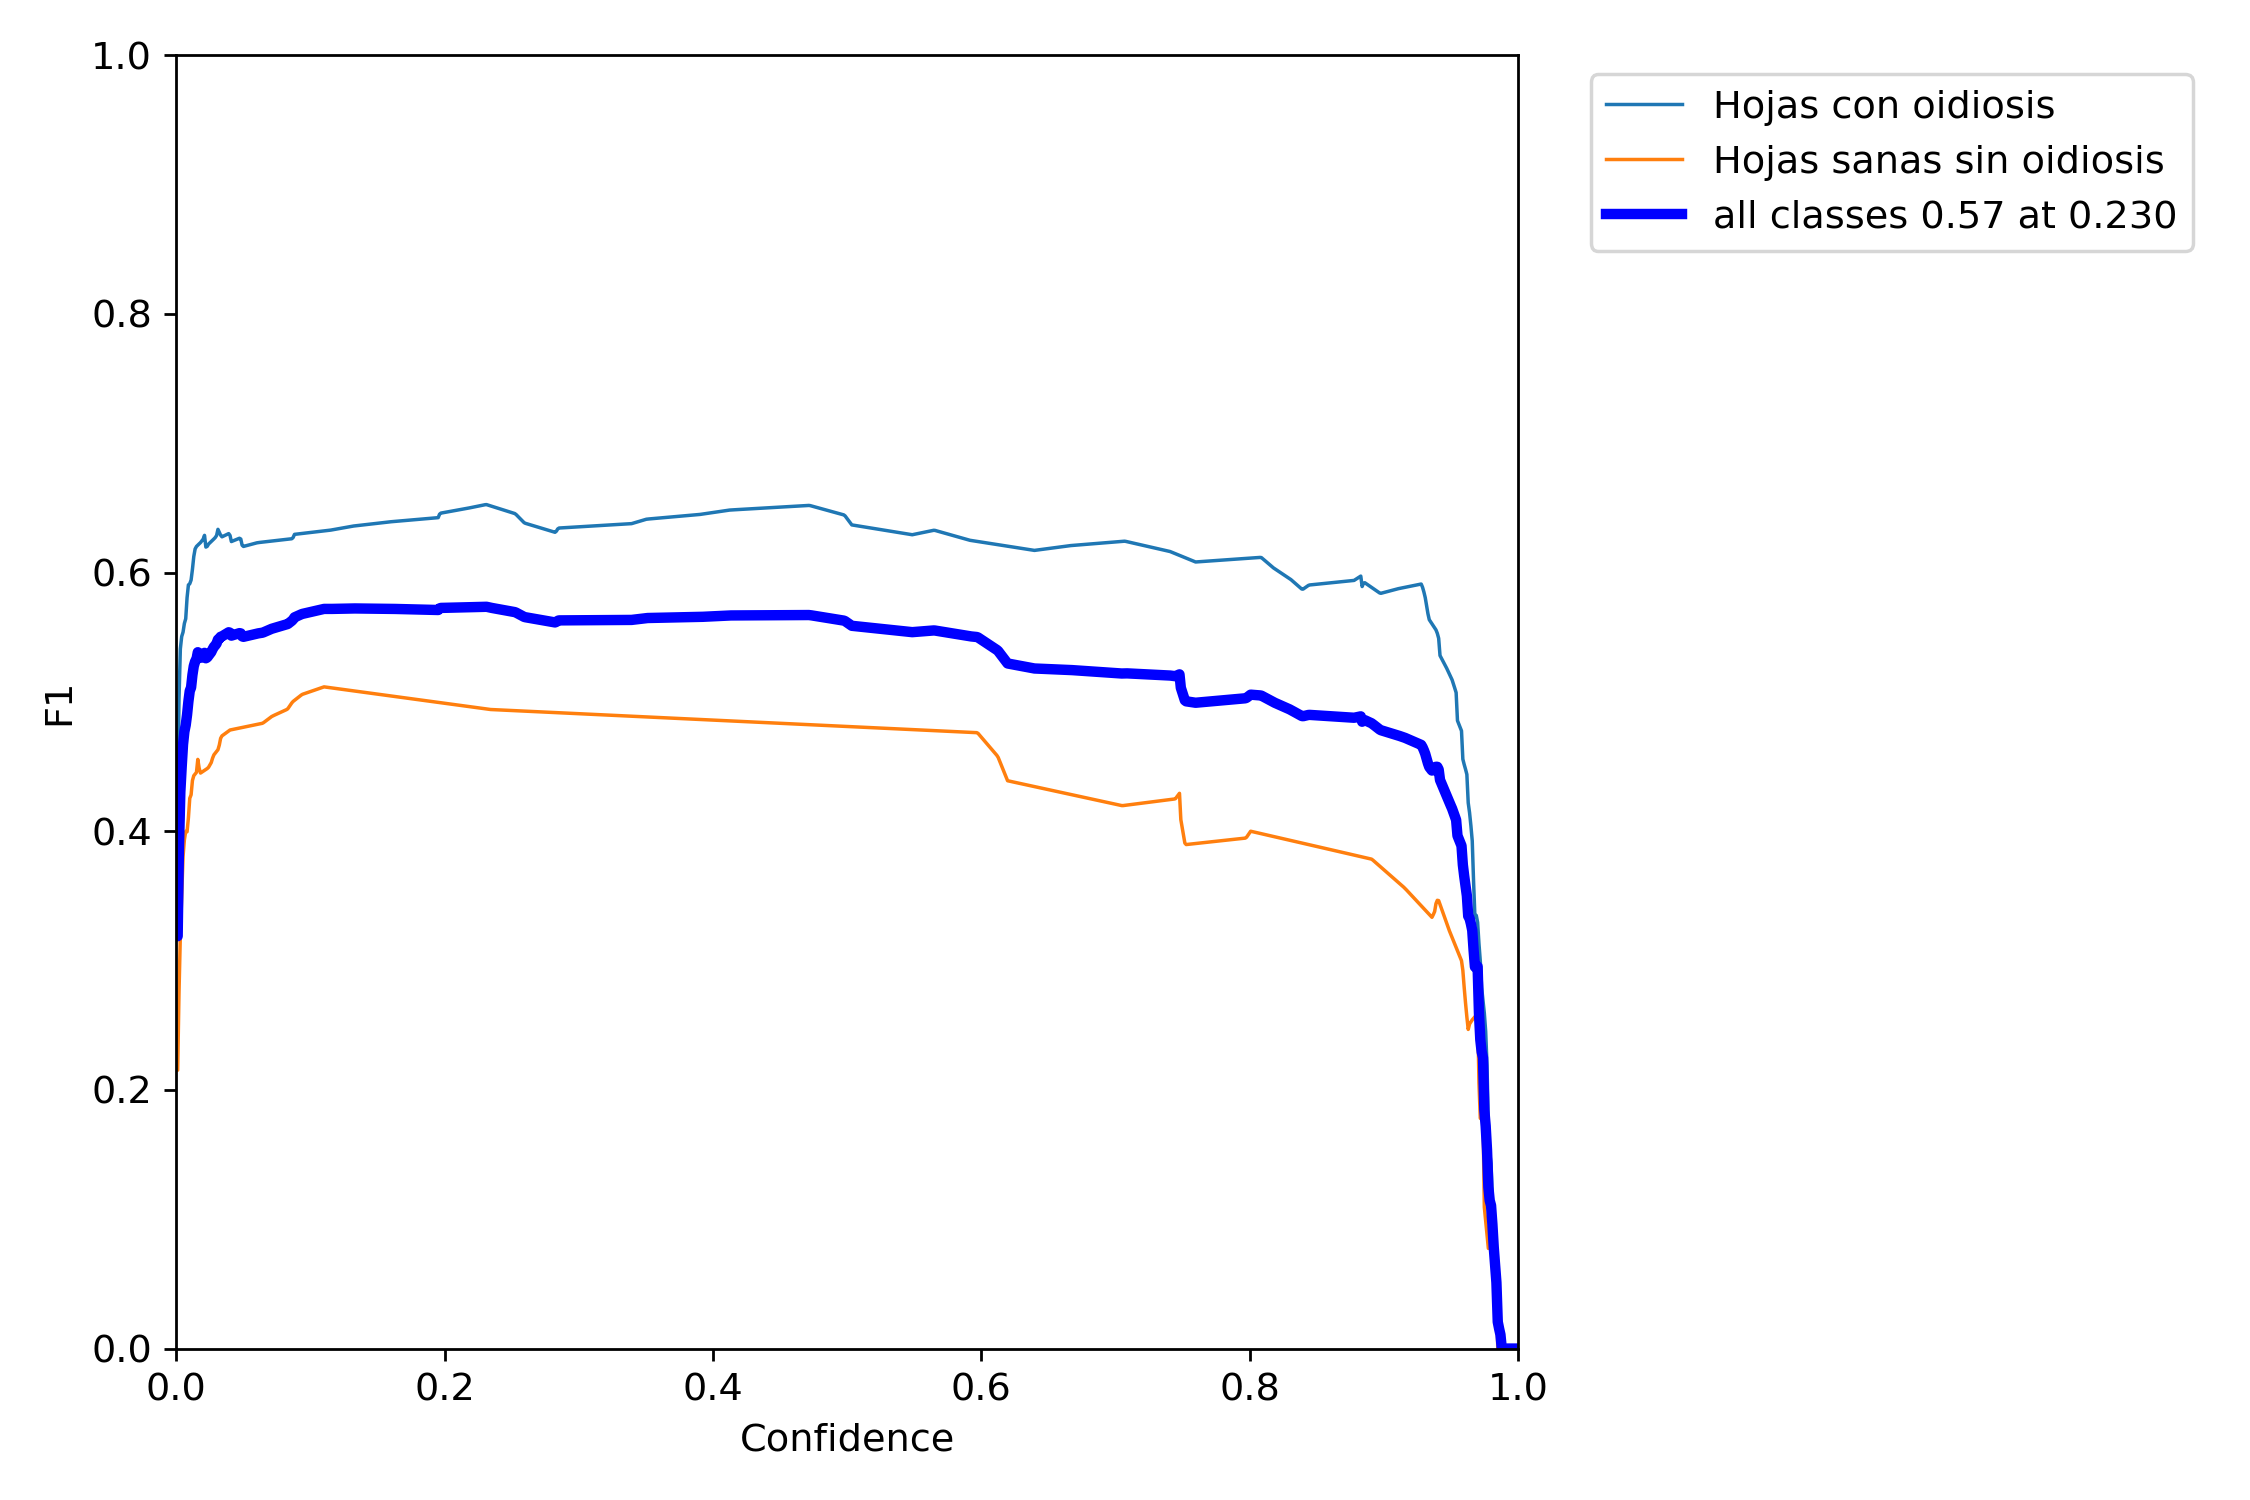 1.0
Hojas con oidiosis
Hojas sanas sin oidiosis
all classes 0.57 at 0.230
0.8
0.6
F1
0.4
0.2
0.0
0.0 0.2 0.4 0.6 0.8 1.0
Confidence